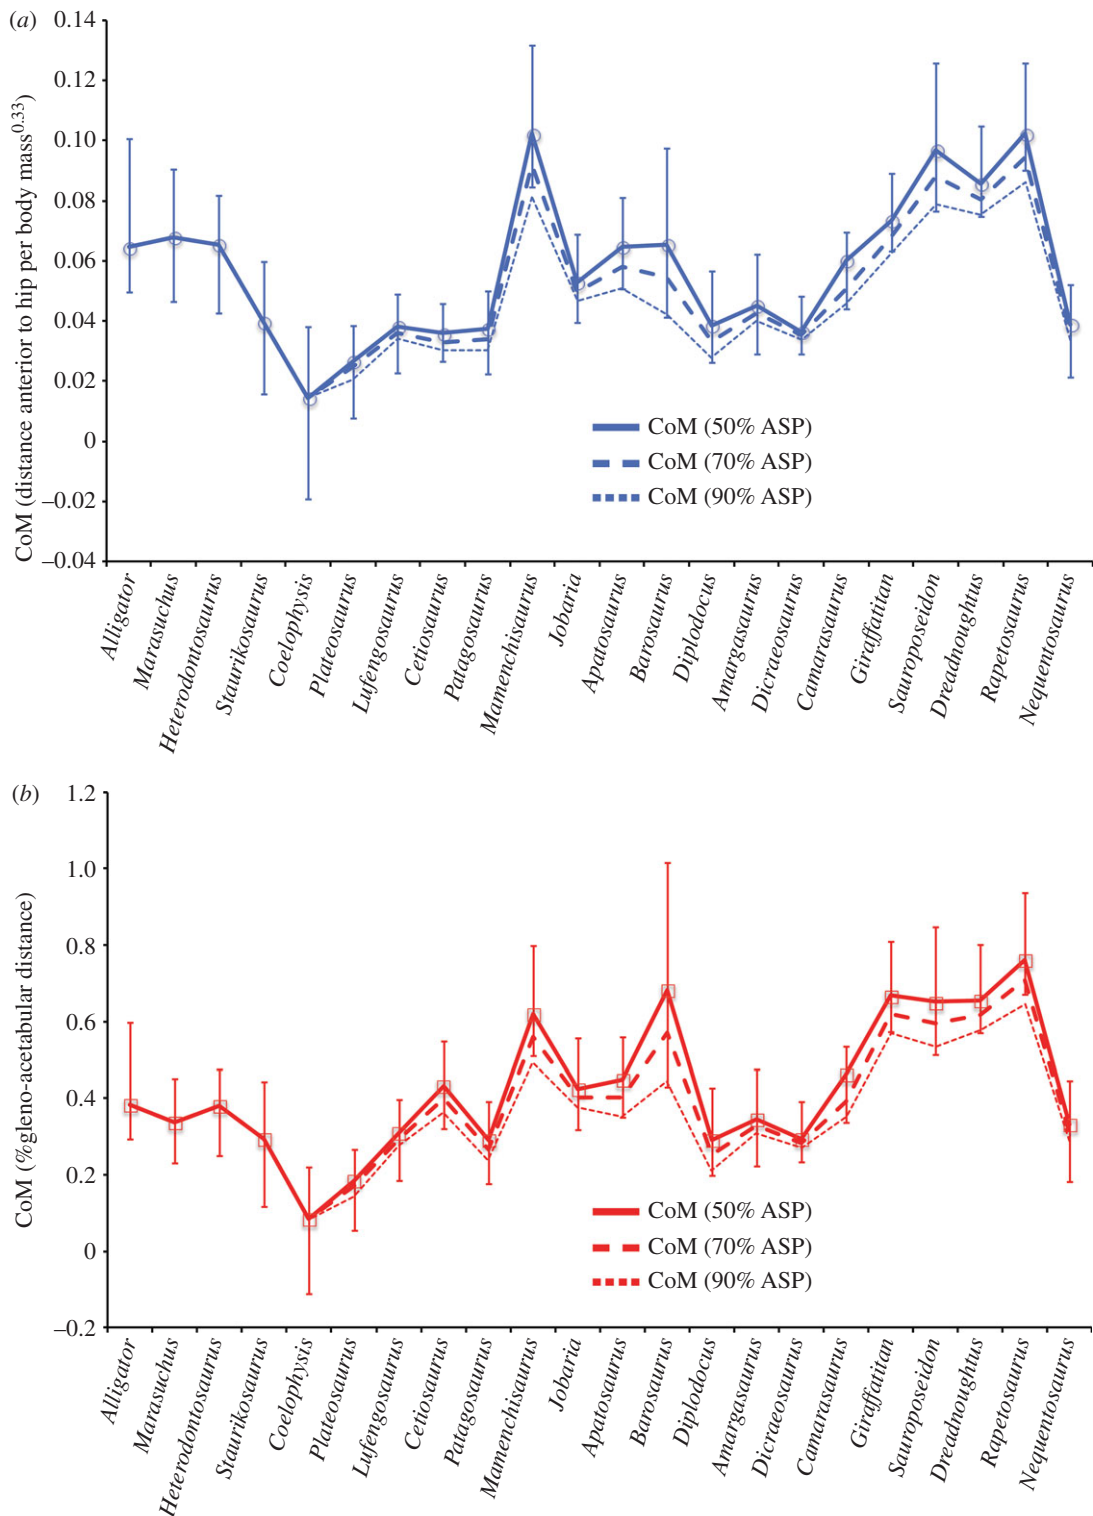 (a)
CoM (distance anterior to hip per body mass0.33)
0.14
0.12
0.10
0.08
0.06
0.04
0.02
0
–0.02
–0.04
CoM (50% ASP)
CoM (70% ASP)
CoM (90% ASP)
Alligator
Marasuchus
Heterodontosaurus
Staurikosaurus
Coelophysis
Plateosaurus
Lufengosaurus
Cetiosaurus
Patagosaurus
Mamenchisaurus
Jobaria
Apatosaurus
Barosaurus
Diplodocus
Amargasaurus
Dicraeosaurus
Camarasaurus
Giraffatitan
Sauroposeidon
Dreadnoughtus
Rapetosaurus
Nequentosaurus
(b)
CoM (%gleno-acetabular distance)
1.2
1.0
0.8
0.6
0.4
0.2
0
–0.2
CoM (50% ASP)
CoM (70% ASP)
CoM (90% ASP)
Alligator
Marasuchus
Heterodontosaurus
Staurikosaurus
Coelophysis
Plateosaurus
Lufengosaurus
Cetiosaurus
Patagosaurus
Mamenchisaurus
Jobaria
Apatosaurus
Barosaurus
Diplodocus
Amargasaurus
Dicraeosaurus
Camarasaurus
Giraffatitan
Sauroposeidon
Dreadnoughtus
Rapetosaurus
Nequentosaurus